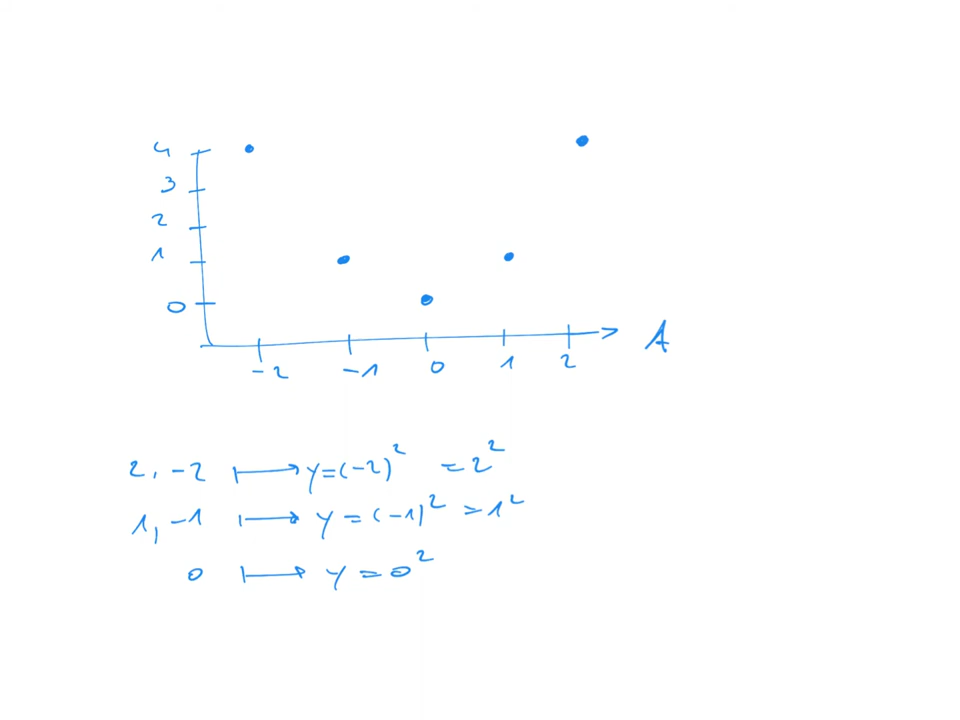 4
3
2
1
0
-2 -1 0 1 2 A
2, -2 ⟼ y=(-2)² = 2²
1, -1 ⟼ y = (-1)² = 1²
0 ⟼ y = 0²